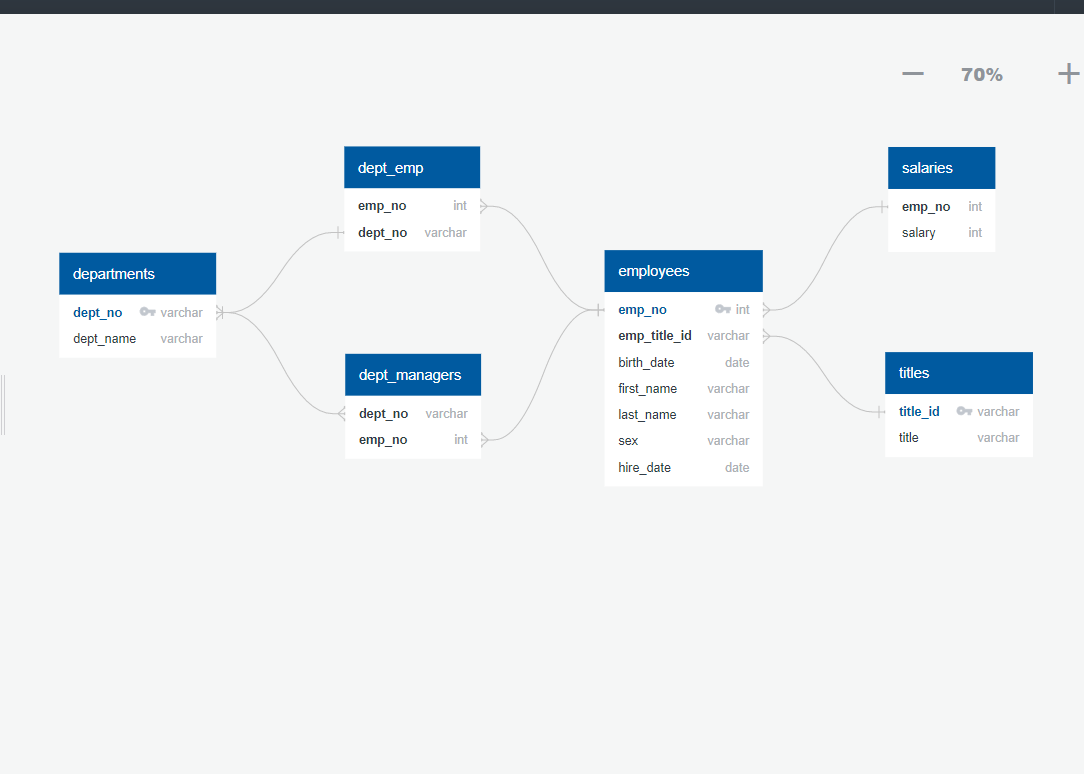 70%
dept_emp
emp_no int
dept_no varchar
salaries
emp_no int
salary int
departments
dept_no varchar
dept_name varchar
employees
emp_no int
emp_title_id varchar
birth_date date
first_name varchar
last_name varchar
sex varchar
hire_date date
dept_managers
dept_no varchar
emp_no int
titles
title_id varchar
title varchar